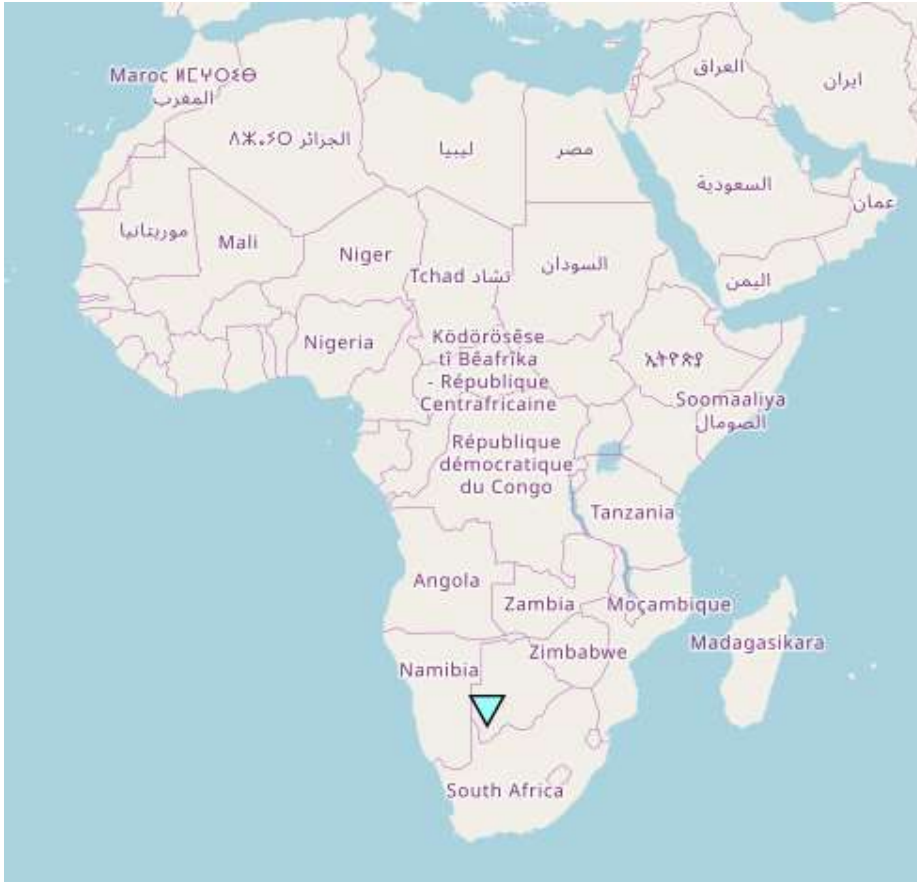 Maroc ⵍⵎⵖⵔⵉⴱ
المغرب
ⴷⵣⴰⵢⵔ الجزائر
ليبيا
مصر
العراق
ایران
السعودية
عمان
اليمن
موريتانيا
Mali
Niger
Tchad تشاد
السودان
Nigeria
Ködörösêse
tî Bêafrîka
- République
Centrafricaine
ኢትዮጵያ
Soomaaliya
الصومال
République
démocratique
du Congo
Tanzania
Angola
Zambia
Moçambique
Madagasikara
Zimbabwe
Namibia
South Africa